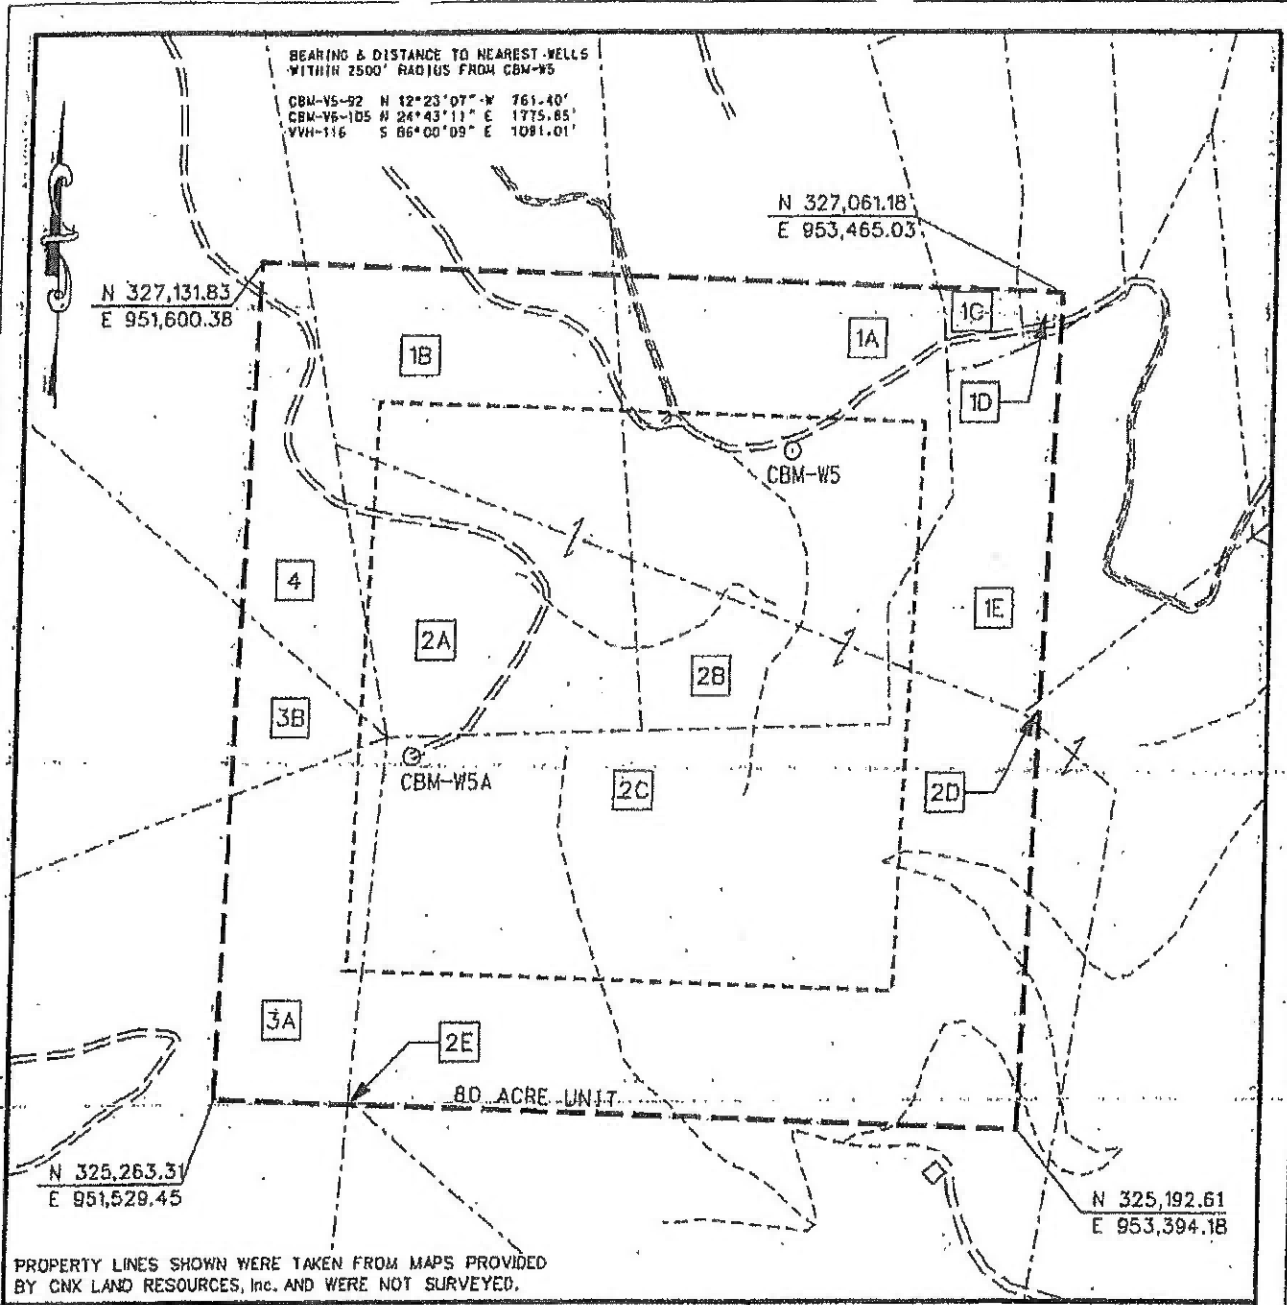 BEARING & DISTANCE TO NEAREST WELLS
WITHIN 2500' RADIUS FROM CBM-W5
CBM-V5-92 N 12°23'07" W 761.40'
CBM-V6-105 N 24°43'11" E 1775.85'
VVH-116 S 86°00'09" E 1081.01'
N 327,061.18
E 953,465.03
N 327,131.83
E 951,600.38
1C
1A
1B
1D
CBM-W5
4
1E
2A
2B
3B
CBM-W5A
2C
2D
3A
2E
80 ACRE UNIT
N 325,263.31
E 951,529.45
N 325,192.61
E 953,394.18
PROPERTY LINES SHOWN WERE TAKEN FROM MAPS PROVIDED
BY CNX LAND RESOURCES, Inc. AND WERE NOT SURVEYED.